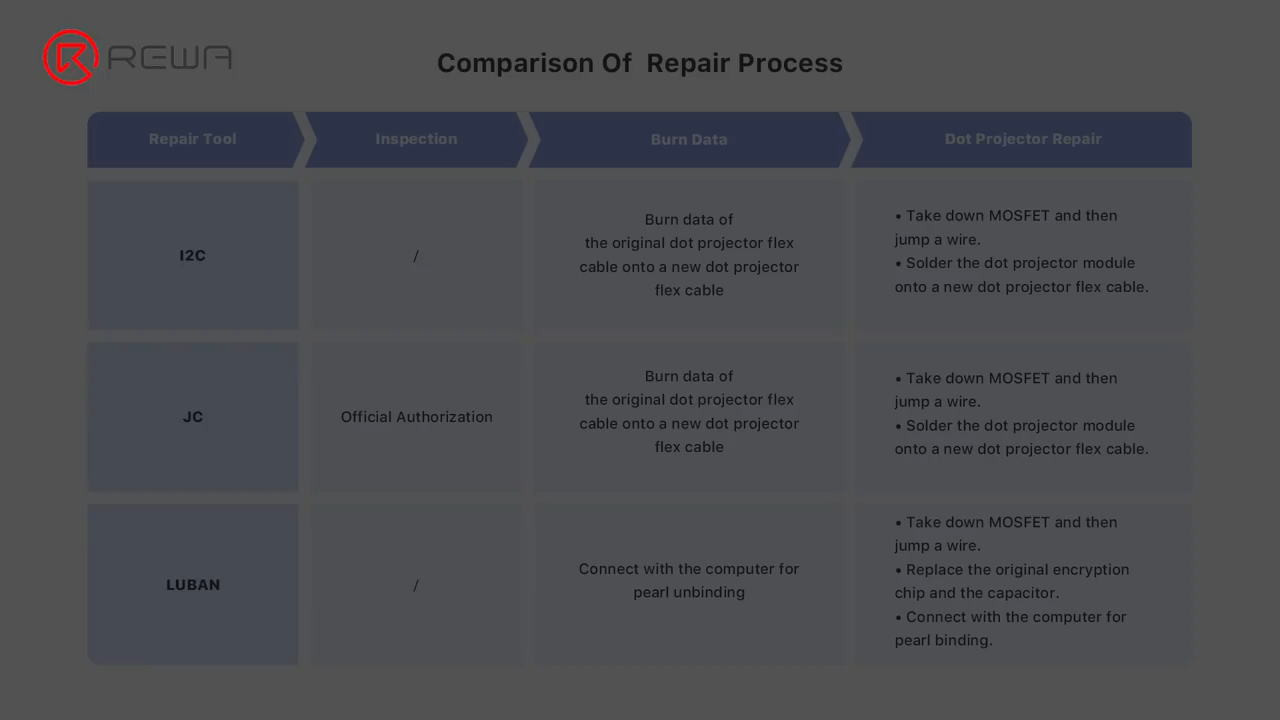 REWA
Comparison Of Repair Process
Repair Tool
Inspection
Burn Data
Dot Projector Repair
I2C
/
Burn data of
the original dot projector flex
cable onto a new dot projector
flex cable
• Take down MOSFET and then
jump a wire.
• Solder the dot projector module
onto a new dot projector flex cable.
JC
Official Authorization
Burn data of
the original dot projector flex
cable onto a new dot projector
flex cable
• Take down MOSFET and then
jump a wire.
• Solder the dot projector module
onto a new dot projector flex cable.
LUBAN
/
Connect with the computer for
pearl unbinding
• Take down MOSFET and then
jump a wire.
• Replace the original encryption
chip and the capacitor.
• Connect with the computer for
pearl binding.